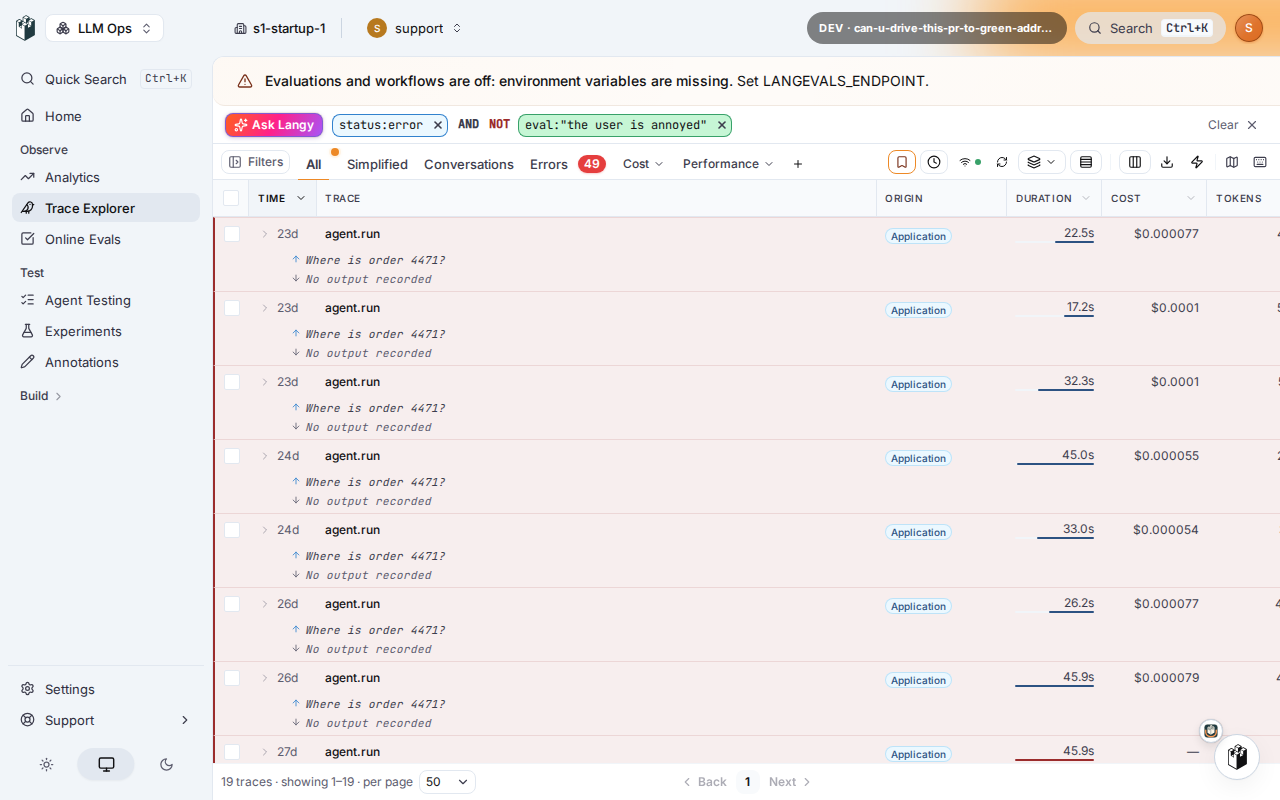 LLM Ops
s1-startup-1
S support
DEV · can-u-drive-this-pr-to-green-addr...
Search Ctrl+K
S
Quick Search Ctrl+K
Home
Observe
Analytics
Trace Explorer
Online Evals
Test
Agent Testing
Experiments
Annotations
Build
Settings
Support
Evaluations and workflows are off: environment variables are missing. Set LANGEVALS_ENDPOINT.
Ask Langy status:error AND NOT eval:"the user is annoyed" Clear
Filters All Simplified Conversations Errors 49 Cost Performance
TIME TRACE ORIGIN DURATION COST TOKENS
23d agent.run Application 22.5s $0.000077
Where is order 4471?
No output recorded
23d agent.run Application 17.2s $0.0001
Where is order 4471?
No output recorded
23d agent.run Application 32.3s $0.0001
Where is order 4471?
No output recorded
24d agent.run Application 45.0s $0.000055
Where is order 4471?
No output recorded
24d agent.run Application 33.0s $0.000054
Where is order 4471?
No output recorded
26d agent.run Application 26.2s $0.000077
Where is order 4471?
No output recorded
26d agent.run Application 45.9s $0.000079
Where is order 4471?
No output recorded
27d agent.run Application 45.9s —
19 traces · showing 1–19 · per page 50
Back 1 Next